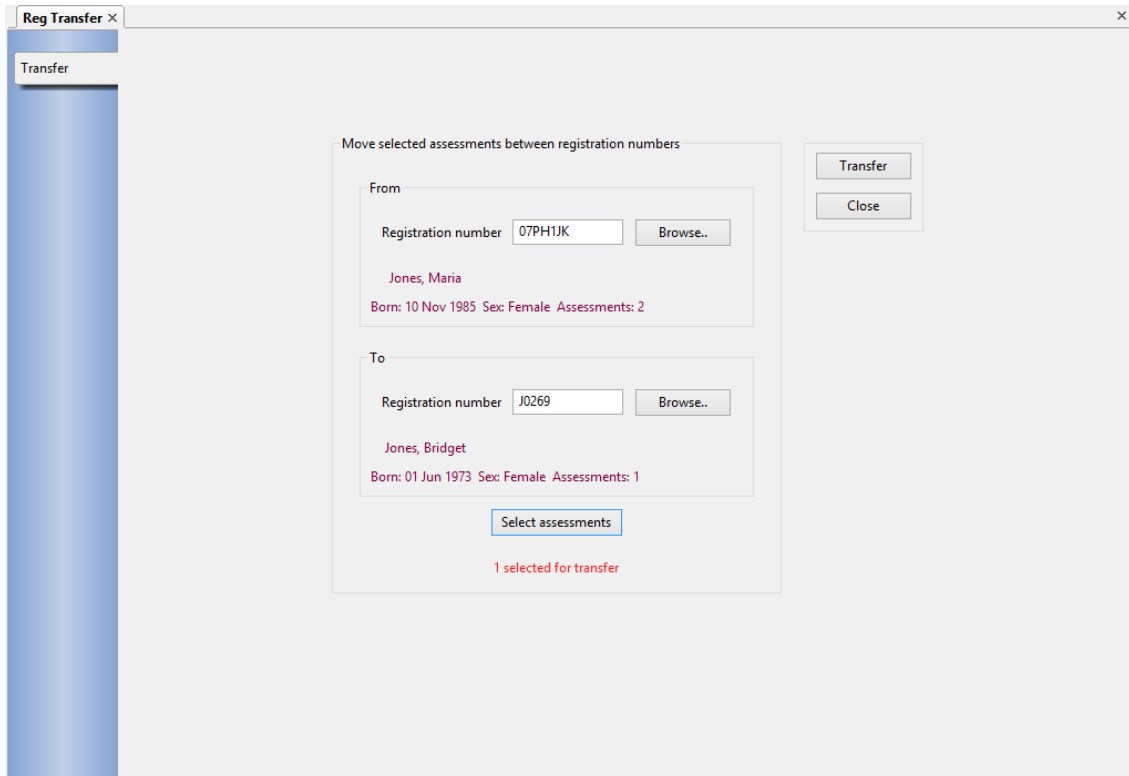 Reg Transfer ×
×
Transfer
Move selected assessments between registration numbers
From
Registration number 07PH1JK Browse..
Jones, Maria
Born: 10 Nov 1985 Sex: Female Assessments: 2
To
Registration number J0269 Browse..
Jones, Bridget
Born: 01 Jun 1973 Sex: Female Assessments: 1
Select assessments
1 selected for transfer
Transfer
Close